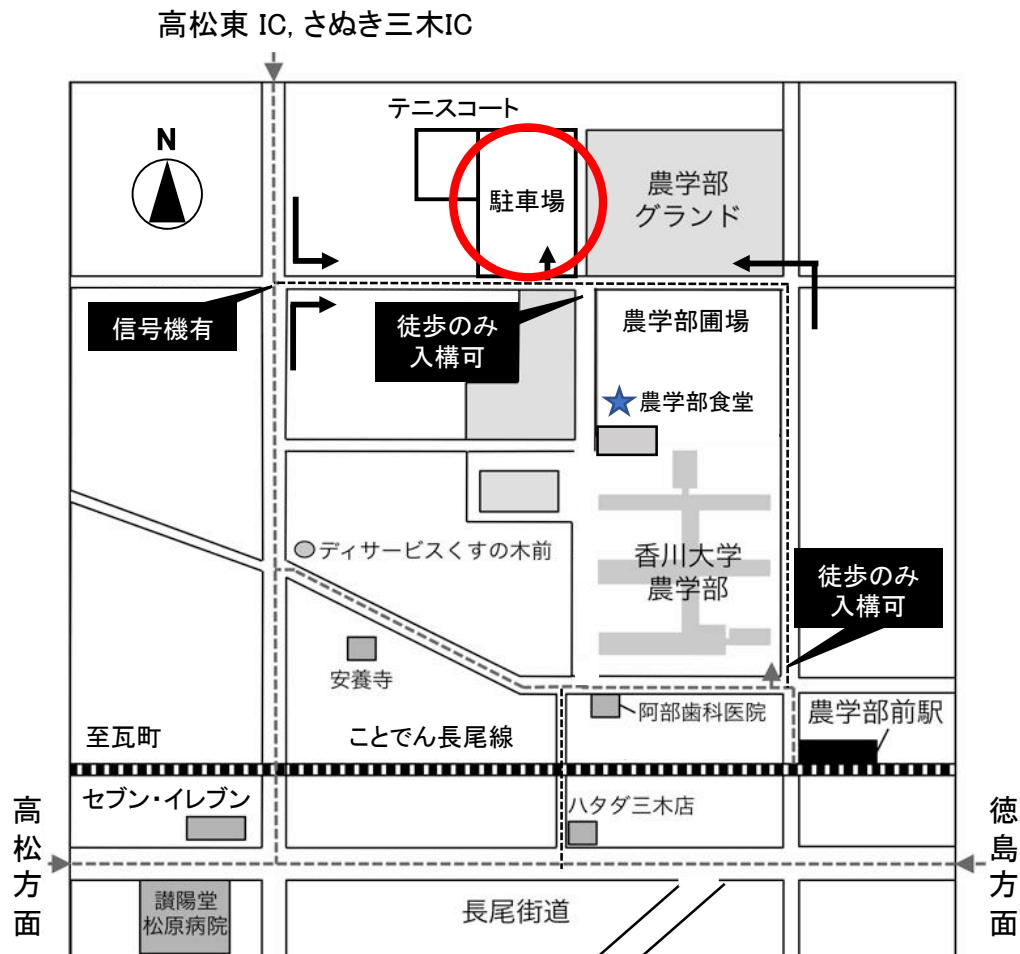 高松東 IC, さぬき三木IC
N
テニスコート
駐車場
農学部
グランド
信号機有
徒歩のみ
入構可
農学部圃場
農学部食堂
ディサービスくすの木前
香川大学
農学部
徒歩のみ
入構可
安養寺
阿部歯科医院
農学部前駅
至瓦町
ことでん長尾線
セブン・イレブン
ハタダ三木店
高松方面
徳島方面
讃陽堂
松原病院
長尾街道